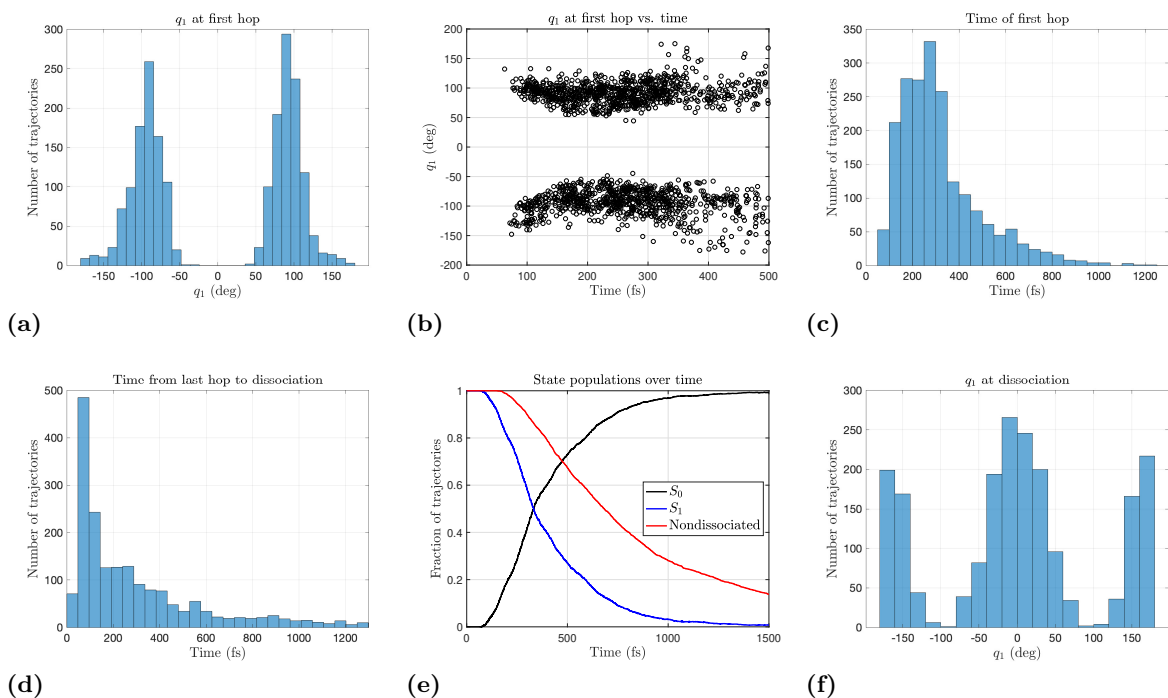 q₁ at first hop
Number of trajectories
300
250
200
150
100
50
0
-150
-100
-50
0
50
100
150
q₁ (deg)
(a)
q₁ at first hop vs. time
q₁ (deg)
200
150
100
50
0
-50
-100
-150
-200
0
100
200
300
400
500
Time (fs)
(b)
Time of first hop
Number of trajectories
350
300
250
200
150
100
50
0
200
400
600
800
1000
1200
Time (fs)
(c)
Time from last hop to dissociation
Number of trajectories
500
400
300
200
100
0
0
200
400
600
800
1000
1200
Time (fs)
(d)
State populations over time
Fraction of trajectories
1
0.8
0.6
0.4
0.2
0
S₀
S₁
Nondissociated
0
500
1000
1500
Time (fs)
(e)
q₁ at dissociation
Number of trajectories
300
250
200
150
100
50
0
-150
-100
-50
0
50
100
150
q₁ (deg)
(f)